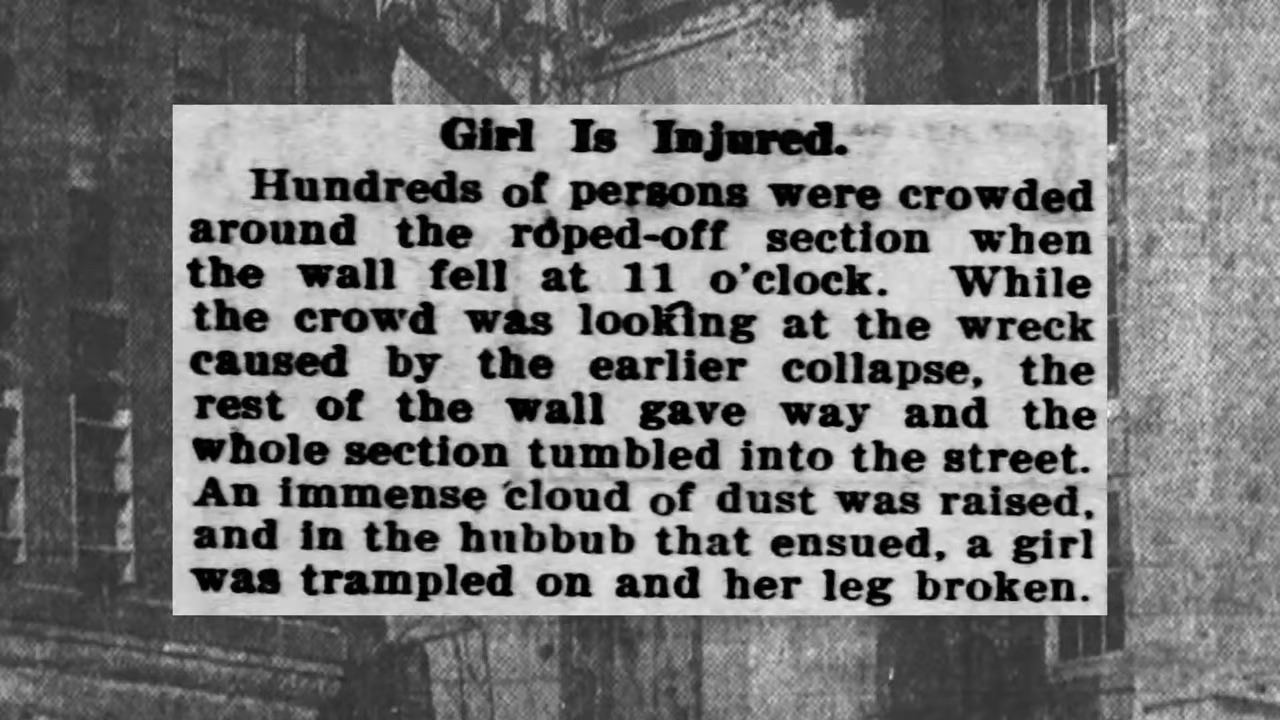 Girl Is Injured.
Hundreds of persons were crowded
around the roped-off section when
the wall fell at 11 o'clock. While
the crowd was looking at the wreck
caused by the earlier collapse, the
rest of the wall gave way and the
whole section tumbled into the street.
An immense cloud of dust was raised,
and in the hubbub that ensued, a girl
was trampled on and her leg broken.